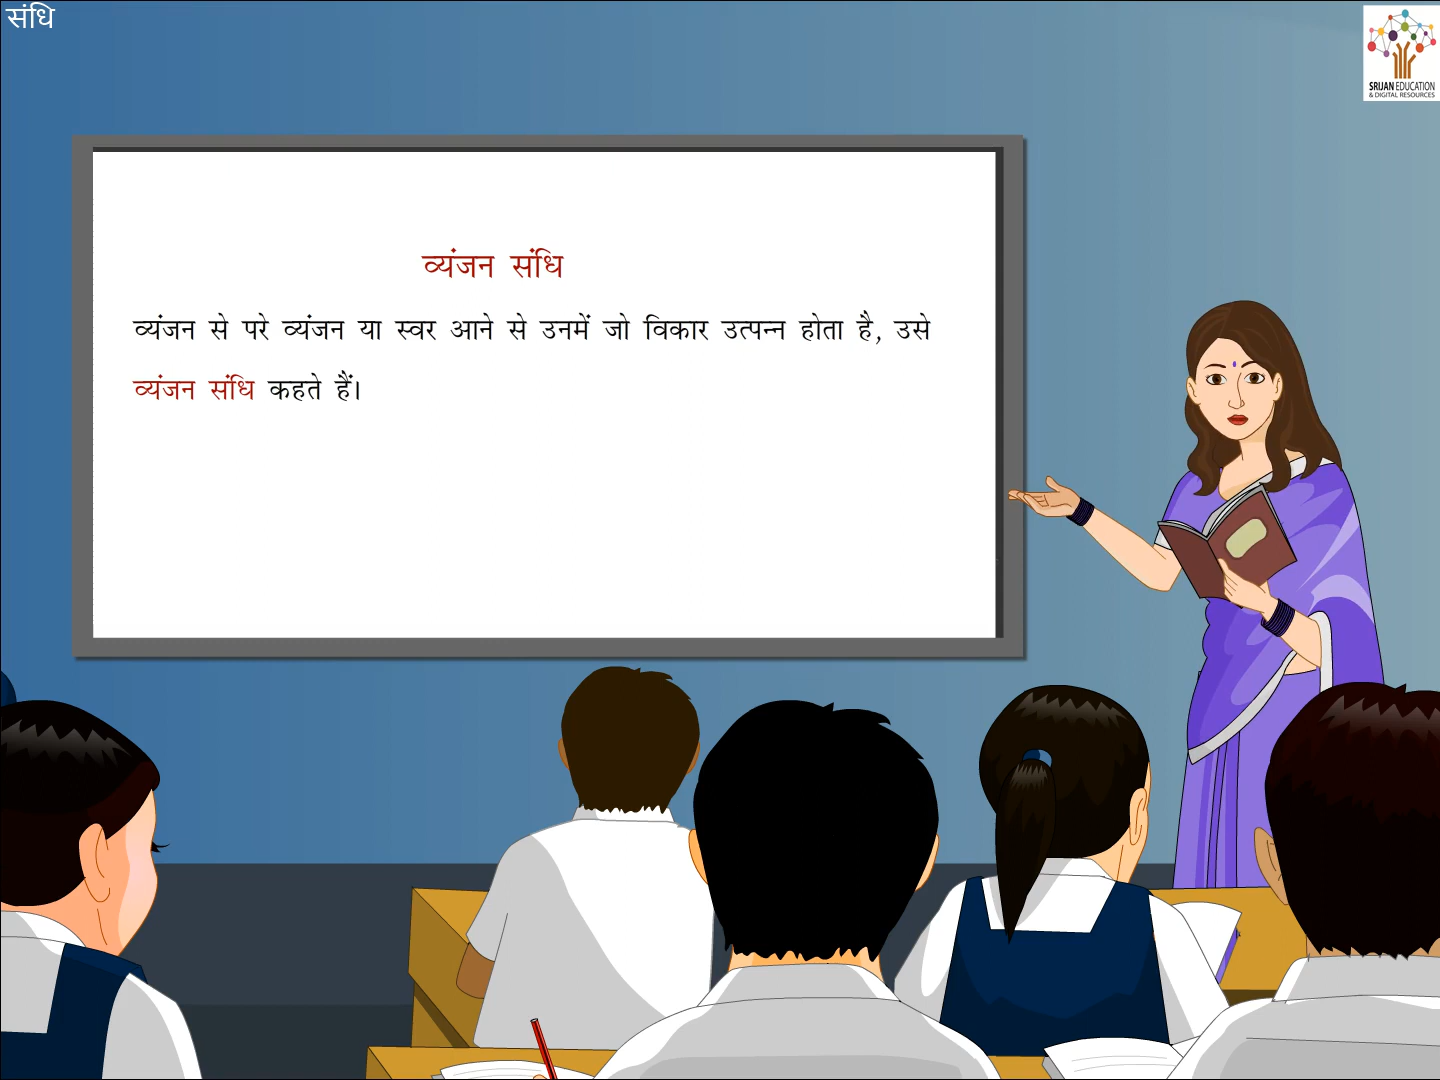 संधि
SRIJAN EDUCATION
& DIGITAL RESOURCES
व्यंजन संधि
व्यंजन से परे व्यंजन या स्वर आने से उनमें जो विकार उत्पन्न होता है, उसे
व्यंजन संधि कहते हैं।